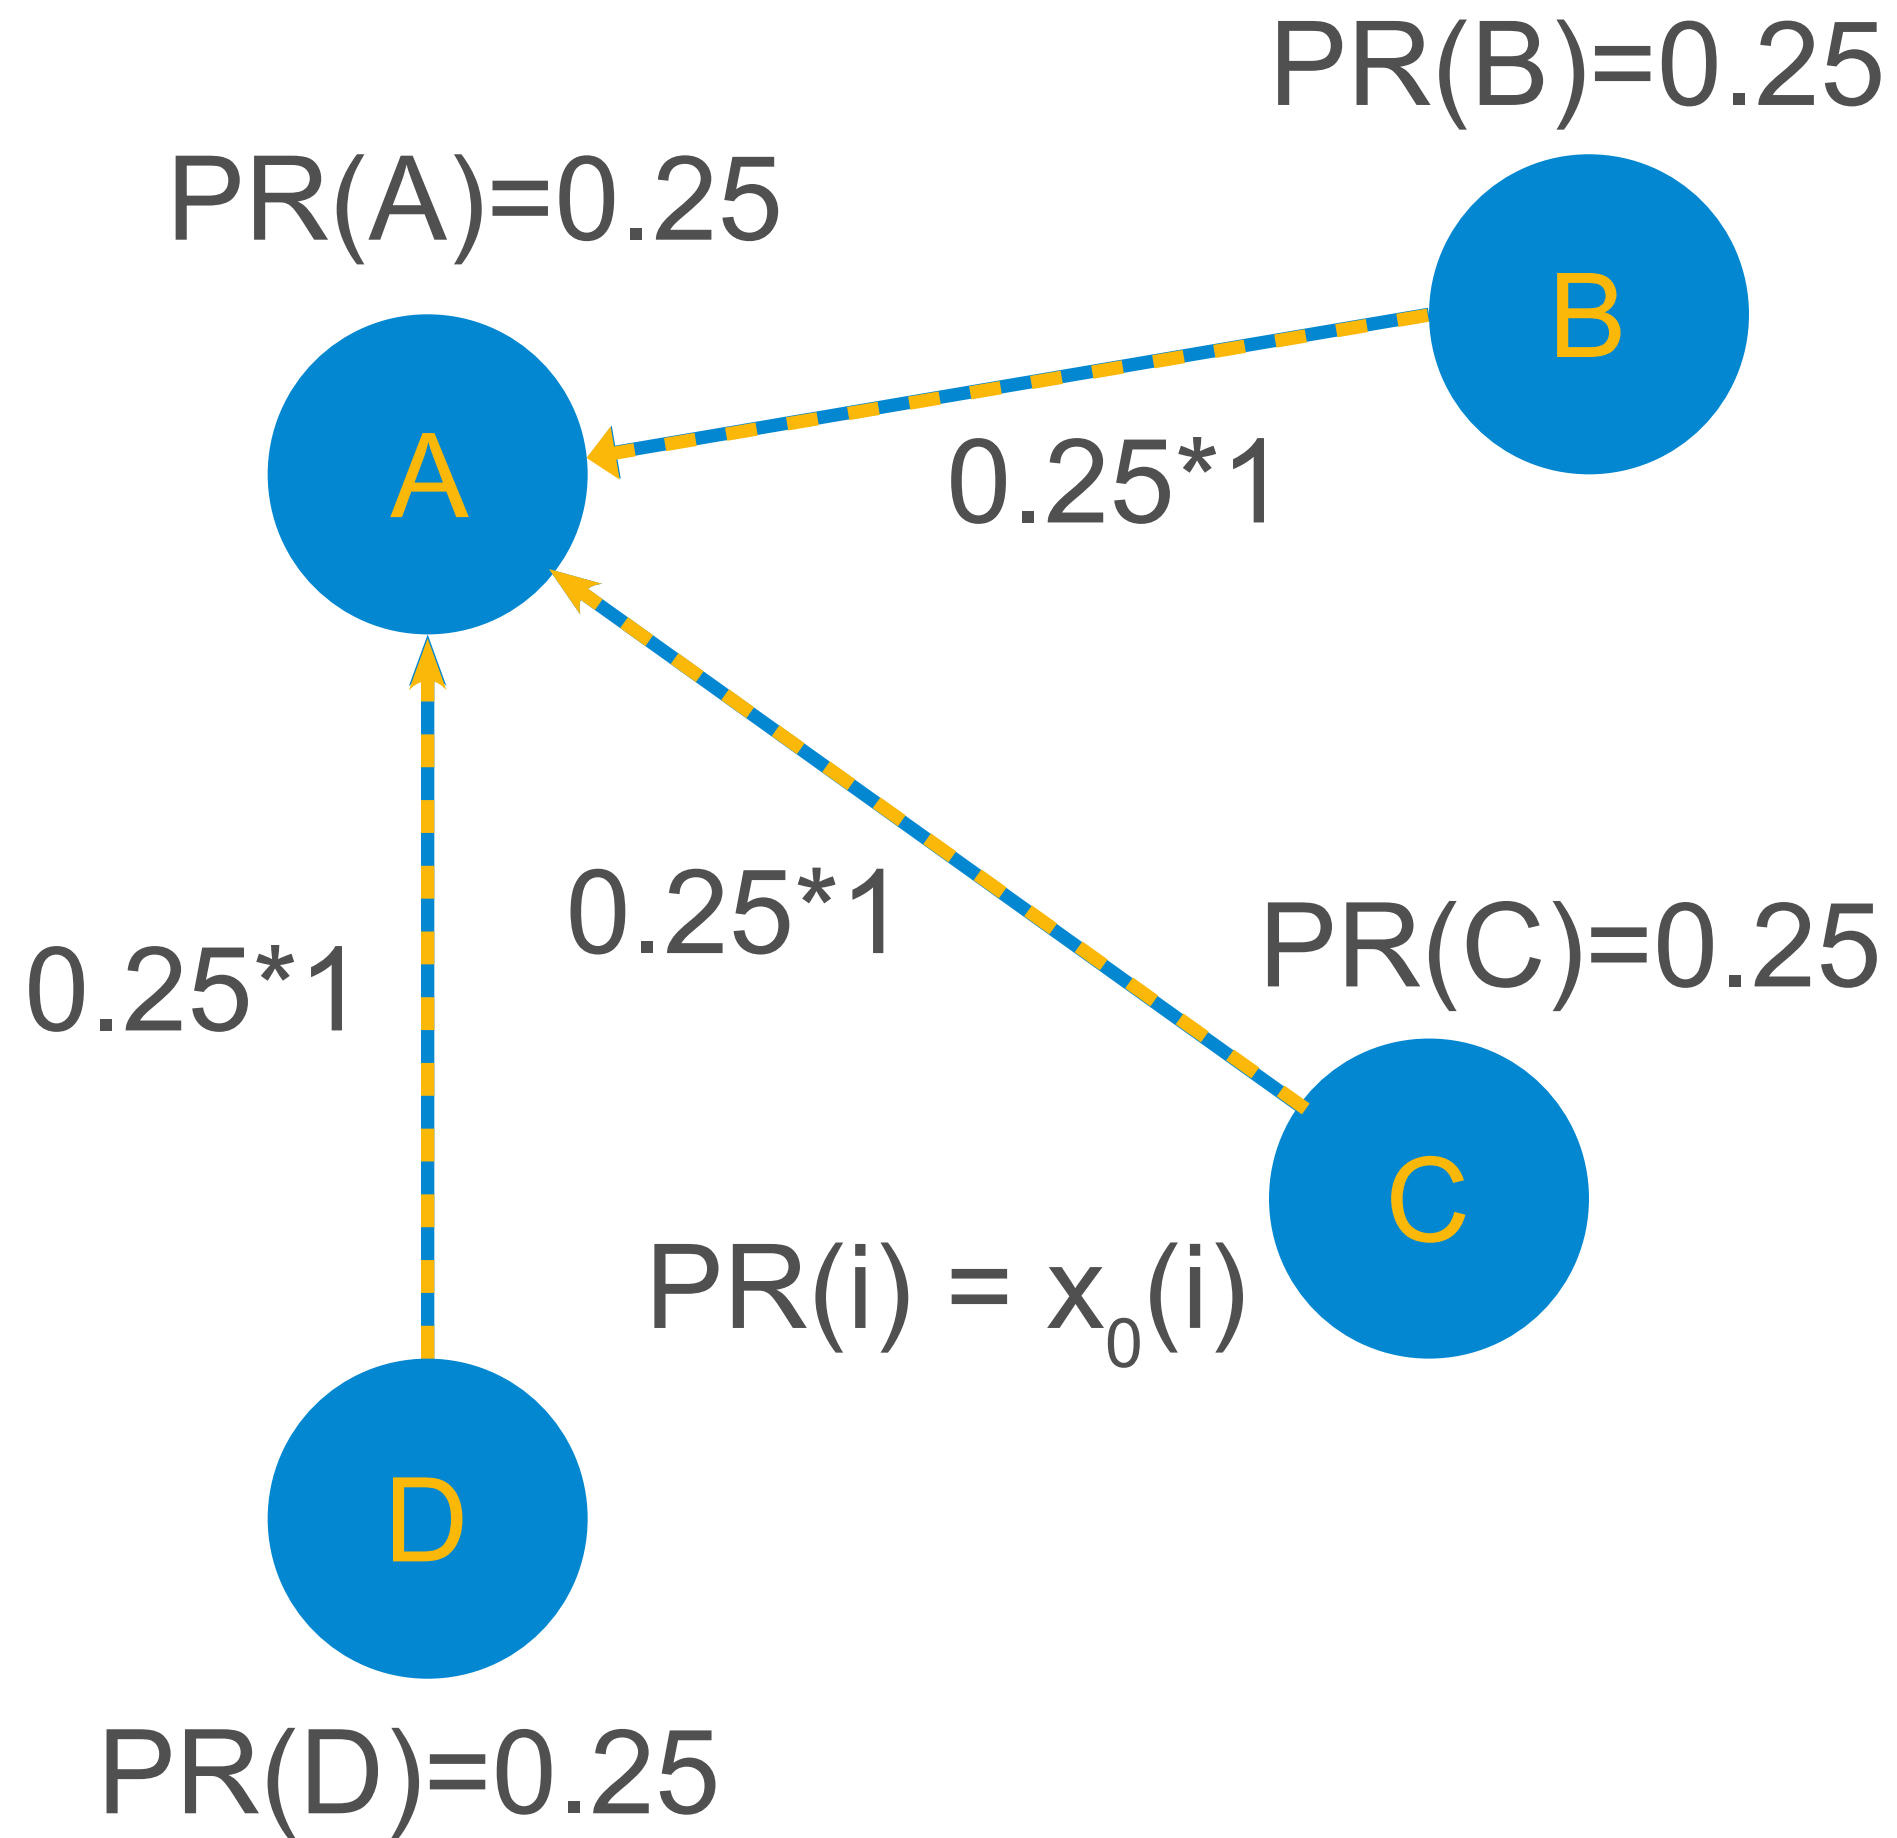 PR(B)=0.25
PR(A)=0.25
B
A
0.25*1
0.25*1
PR(C)=0.25
0.25*1
C
PR(i) = x₀(i)
D
PR(D)=0.25